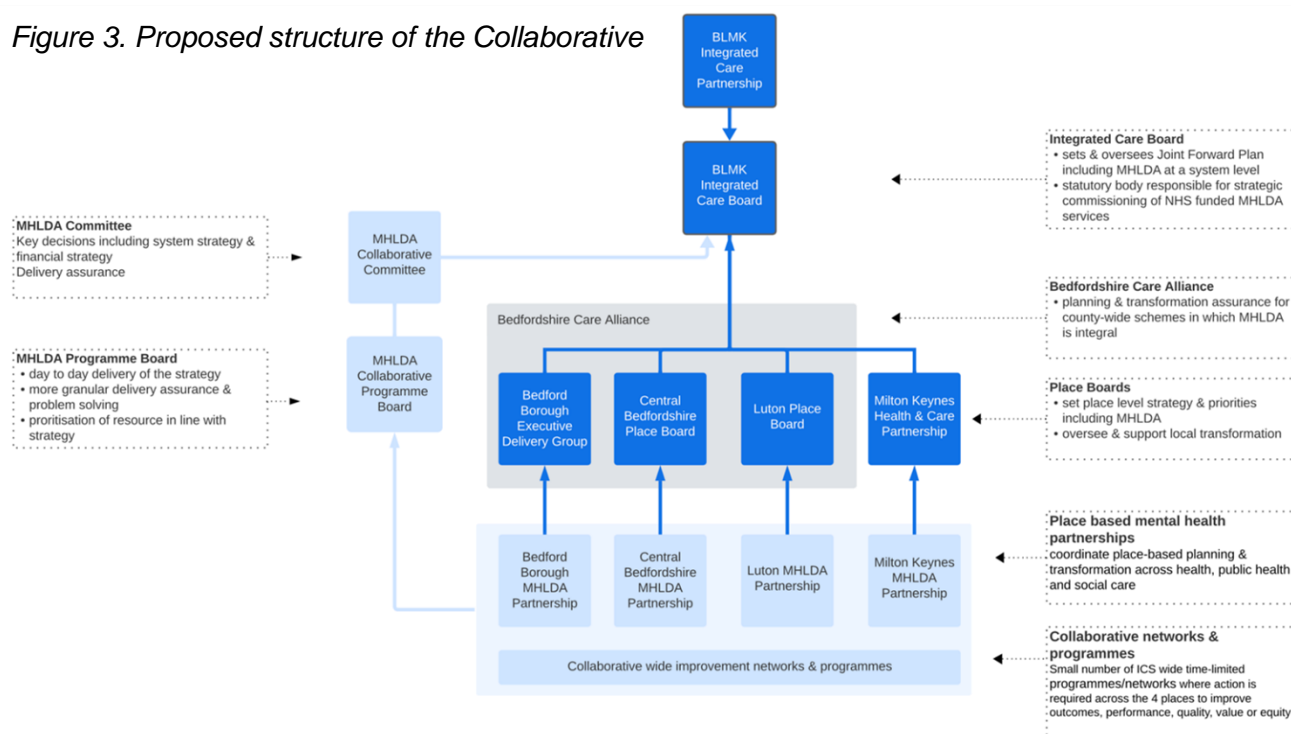 Figure 3. Proposed structure of the Collaborative
BLMK
Integrated
Care
Partnership
BLMK
Integrated
Care Board
Integrated Care Board
• sets & oversees Joint Forward Plan
including MHLDA at a system level
• statutory body responsible for strategic
commissioning of NHS funded MHLDA
services
MHLDA Committee
Key decisions including system strategy &
financial strategy
Delivery assurance
MHLDA
Collaborative
Committee
Bedfordshire Care Alliance
Bedfordshire Care Alliance
• planning & transformation assurance for
county-wide schemes in which MHLDA
is integral
MHLDA Programme Board
• day to day delivery of the strategy
• more granular delivery assurance &
problem solving
• proritisation of resource in line with
strategy
MHLDA
Collaborative
Programme
Board
Bedford
Borough
Executive
Delivery Group
Central
Bedfordshire
Place Board
Luton Place
Board
Milton Keynes
Health & Care
Partnership
Place Boards
• set place level strategy & priorities
including MHLDA
• oversee & support local transformation
Bedford
Borough
MHLDA
Partnership
Central
Bedfordshire
MHLDA
Partnership
Luton MHLDA
Partnership
Milton Keynes
MHLDA
Partnership
Place based mental health
partnerships
coordinate place-based planning &
transformation across health, public health
and social care
Collaborative wide improvement networks & programmes
Collaborative networks &
programmes
Small number of ICS wide time-limited
programmes/networks where action is
required across the 4 places to improve
outcomes, performance, quality, value or equity